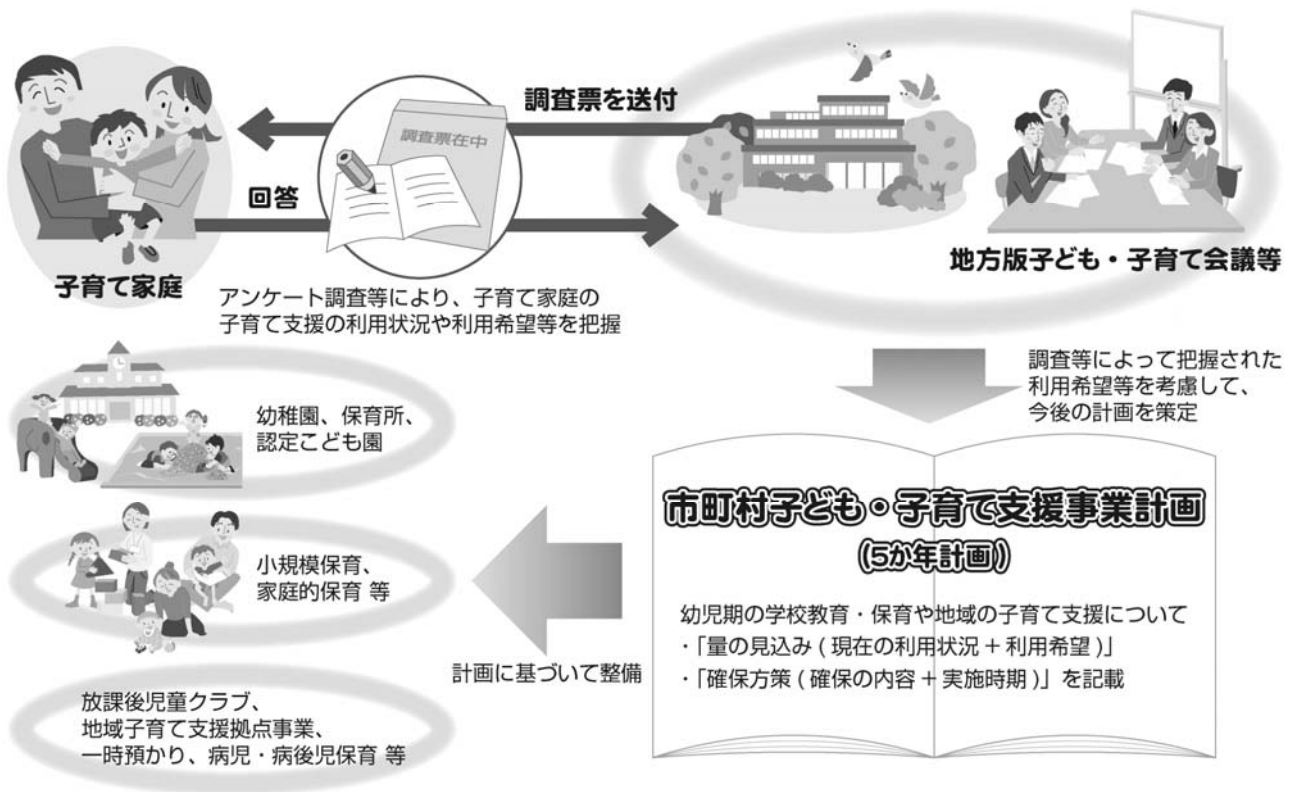 調査票を送付
調査票在中
回答
子育て家庭
地方版子ども・子育て会議等
アンケート調査等により、子育て家庭の
子育て支援の利用状況や利用希望等を把握
調査等によって把握された
利用希望等を考慮して、
今後の計画を策定
市町村子ども・子育て支援事業計画
(5か年計画)
幼児期の学校教育・保育や地域の子育て支援について
・「量の見込み(現在の利用状況+利用希望)」
・「確保方策(確保の内容+実施時期)」を記載
計画に基づいて整備
幼稚園、保育所、
認定こども園
小規模保育、
家庭的保育 等
放課後児童クラブ、
地域子育て支援拠点事業、
一時預かり、病児・病後児保育 等